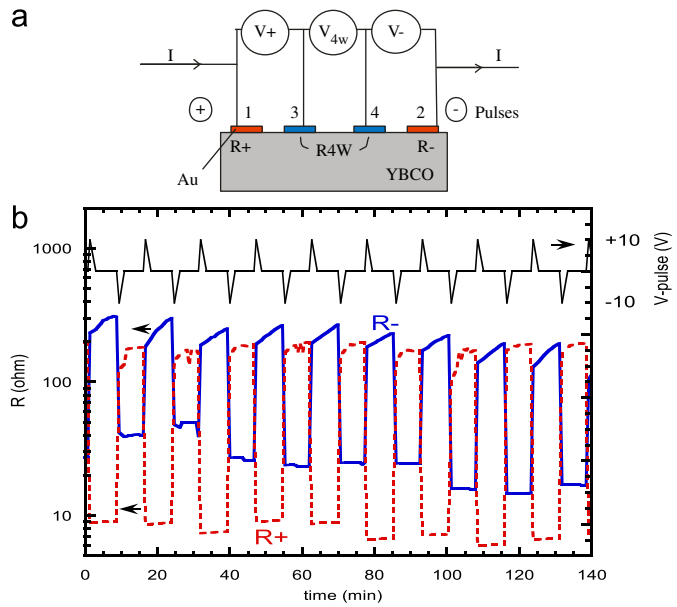 a
V+ V4w V-
I I
+ 1 3 4 2 - Pulses
R+ R4W R-
Au YBCO
b
1000 +10
-10
V-pulse (V)
R-
100
R (ohm)
10
R+
0 20 40 60 80 100 120 140
time (min)